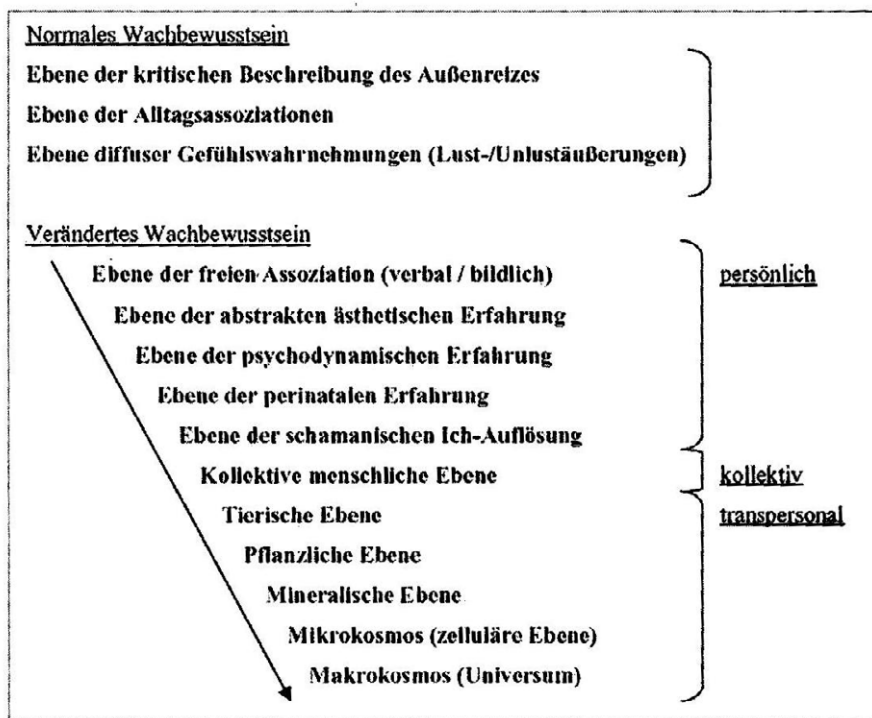 Normales Wachbewusstsein
Ebene der kritischen Beschreibung des Außenreizes
Ebene der Alltagsassoziationen
Ebene diffuser Gefühlswahrnehmungen (Lust-/Unlustäußerungen)
Verändertes Wachbewusstsein
Ebene der freien Assoziation (verbal / bildlich) persönlich
Ebene der abstrakten ästhetischen Erfahrung
Ebene der psychodynamischen Erfahrung
Ebene der perinatalen Erfahrung
Ebene der schamanischen Ich-Auflösung
Kollektive menschliche Ebene kollektiv
Tierische Ebene transpersonal
Pflanzliche Ebene
Mineralische Ebene
Mikrokosmos (zelluläre Ebene)
Makrokosmos (Universum)